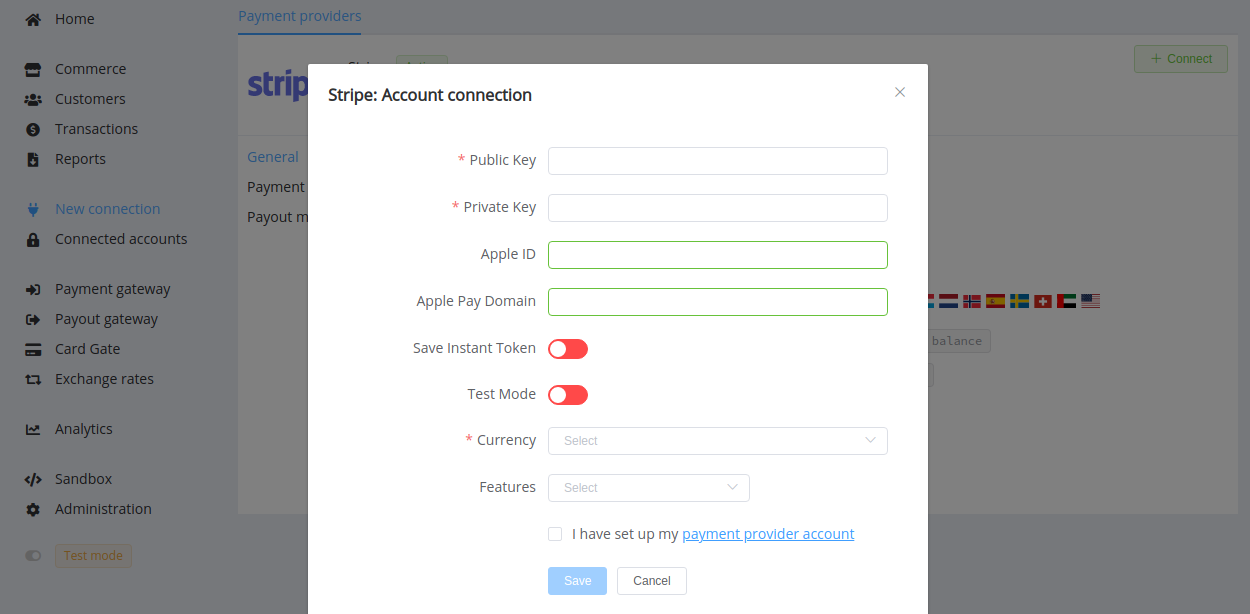 Home
Payment providers
Commerce
Customers
Transactions
Reports
New connection
Connected accounts
Payment gateway
Payout gateway
Card Gate
Exchange rates
Analytics
Sandbox
Administration
Test mode
+ Connect
General
Payment
Payout
Stripe: Account connection
* Public Key
* Private Key
Apple ID
Apple Pay Domain
Save Instant Token
Test Mode
* Currency
Select
Features
Select
I have set up my payment provider account
Save
Cancel
balance